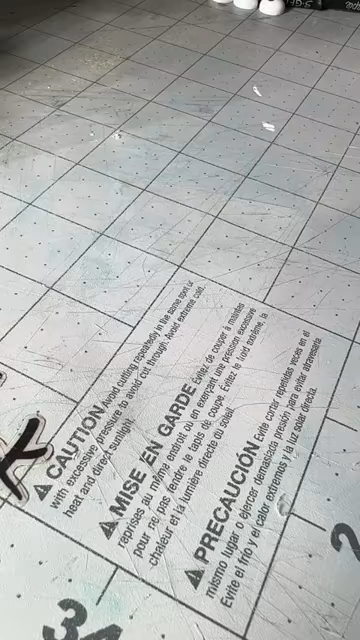 ⚠ CAUTION Avoid cutting repeatedly in the same spot or
with excessive pressure to avoid cut through. Avoid extreme cold,
heat and direct sunlight.
⚠ MISE EN GARDE Évitez de couper à maintes
reprises au même endroit ou en exerçant une pression excessive
pour ne pas fendre le tapis de coupe. Évitez le froid extrême, la
chaleur et la lumière directe du soleil.
⚠ PRECAUCIÓN Evite cortar repetidas veces en el
mismo lugar o ejercer demasiada presión para evitar atravesarla.
Evite el frío y el calor extremos y la luz solar directa.
2
3